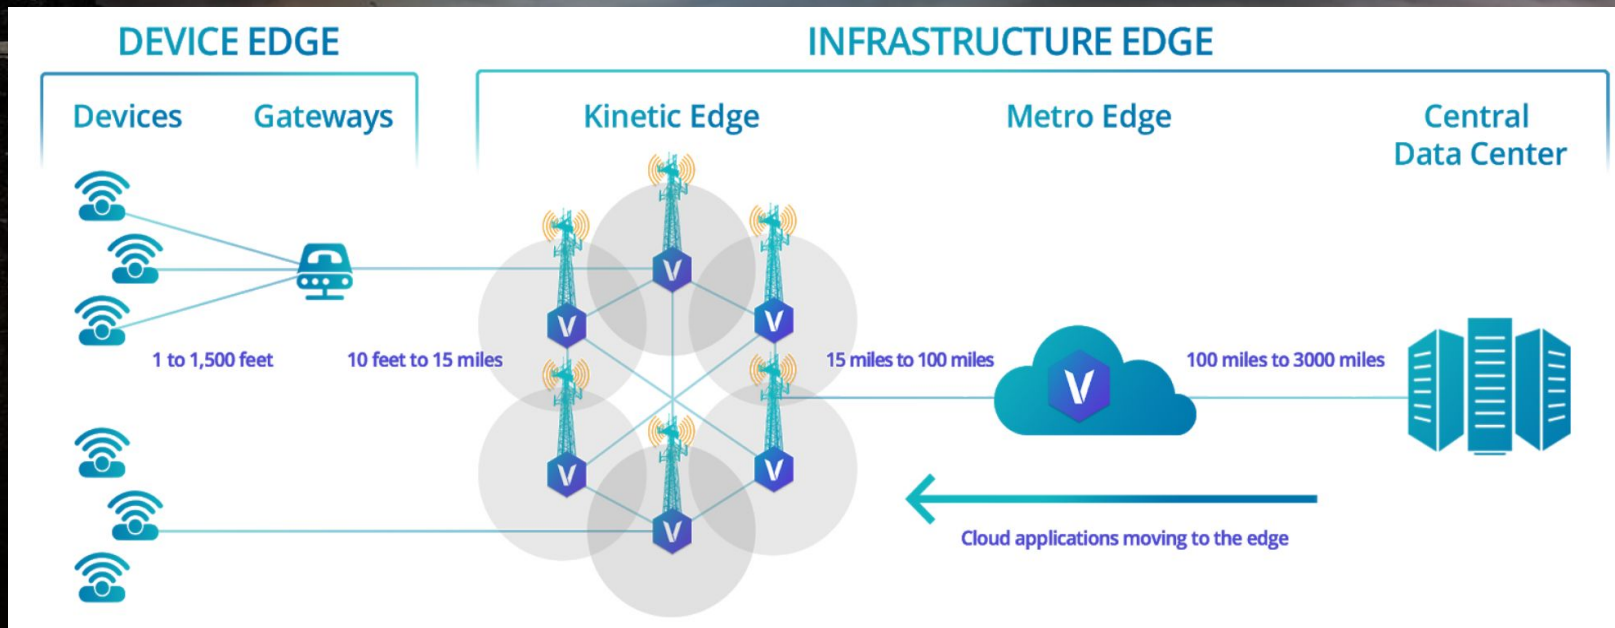 DEVICE EDGE
INFRASTRUCTURE EDGE
Devices
Gateways
Kinetic Edge
Metro Edge
Central
Data Center
1 to 1,500 feet
10 feet to 15 miles
15 miles to 100 miles
100 miles to 3000 miles
V
V
V
V
V
V
V
Cloud applications moving to the edge